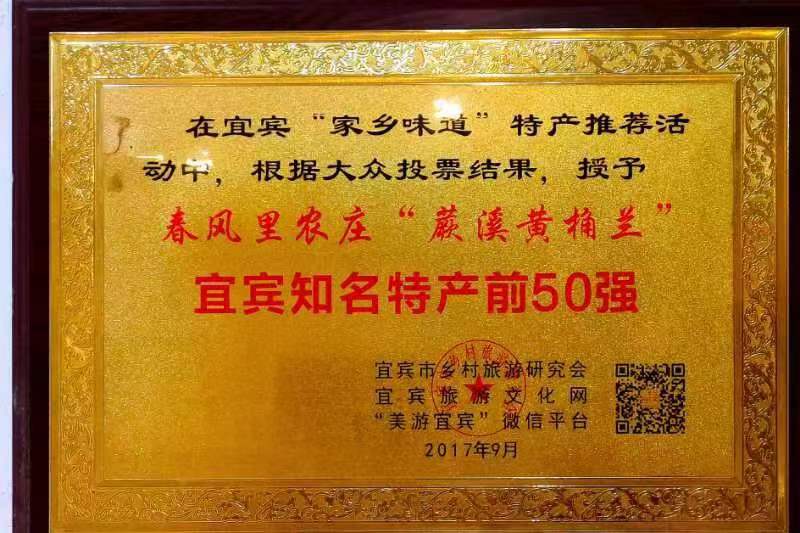 在宜宾“家乡味道”特产推荐活
动中，根据大众投票结果，授予
春风里农庄“蕨溪黄桶兰”
宜宾知名特产前50强
宜宾市乡村旅游研究会
宜宾旅游文化网
“美游宜宾”微信平台
2017年9月